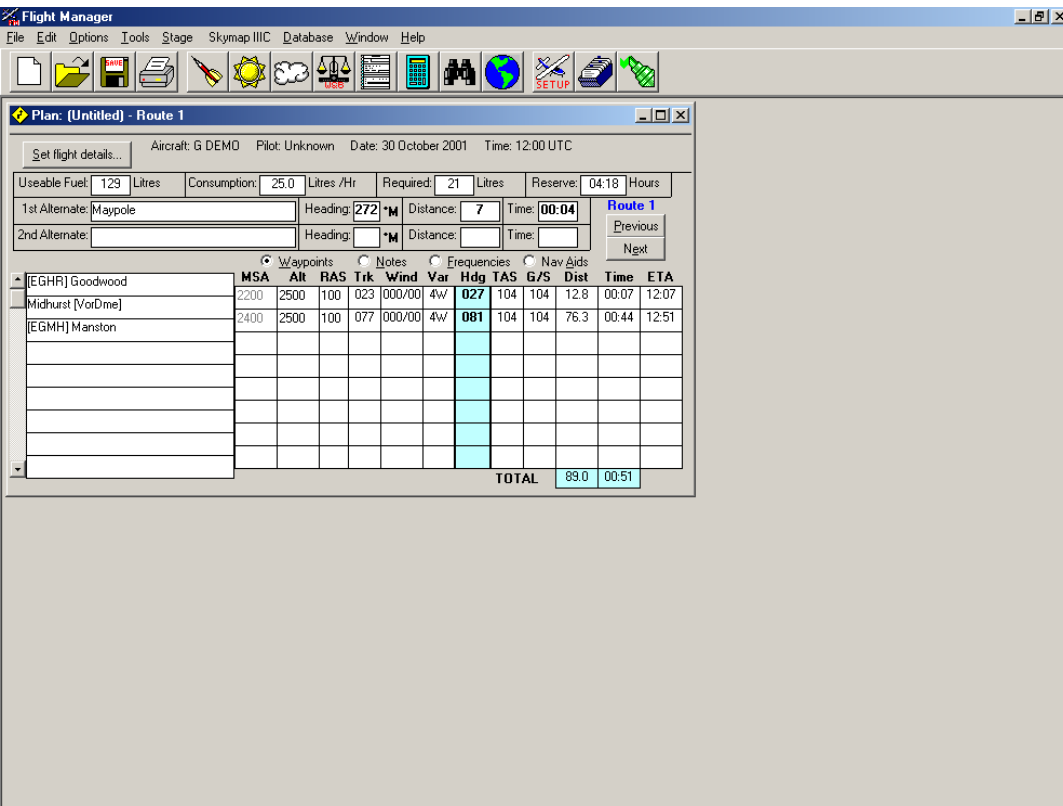 Flight Manager
File Edit Options Tools Stage Skymap IIIC Database Window Help
SAVE W&B SETUP
Plan: (Untitled) - Route 1
Set flight details... Aircraft: G DEMO Pilot: Unknown Date: 30 October 2001 Time: 12:00 UTC
Useable Fuel: 129 Litres Consumption: 25.0 Litres /Hr Required: 21 Litres Reserve: 04:18 Hours
1st Alternate: Maypole Heading: 272 °M Distance: 7 Time: 00:04 Route 1
Previous
2nd Alternate: Heading: °M Distance: Time:
Next
Waypoints Notes Frequencies Nav Aids
MSA Alt RAS Trk Wind Var Hdg TAS G/S Dist Time ETA
[EGHR] Goodwood
2200 2500 100 023 000/00 4W 027 104 104 12.8 00:07 12:07
Midhurst [VorDme]
2400 2500 100 077 000/00 4W 081 104 104 76.3 00:44 12:51
[EGMH] Manston
TOTAL 89.0 00:51